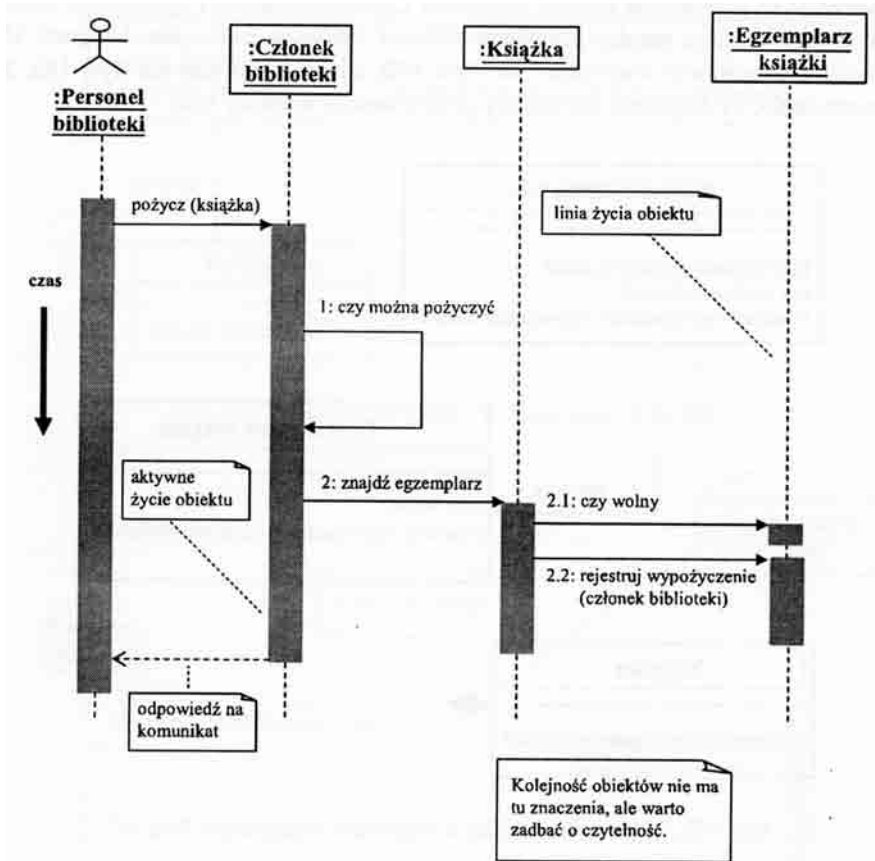 :Personel
biblioteki
:Członek
biblioteki
:Książka
:Egzemplarz
książki
pożycz (książka)
linia życia obiektu
czas
1: czy można pożyczyć
aktywne
życie obiektu
2: znajdź egzemplarz
2.1: czy wolny
2.2: rejestruj wypożyczenie
(członek biblioteki)
odpowiedź na
komunikat
Kolejność obiektów nie ma
tu znaczenia, ale warto
zadbać o czytelność.